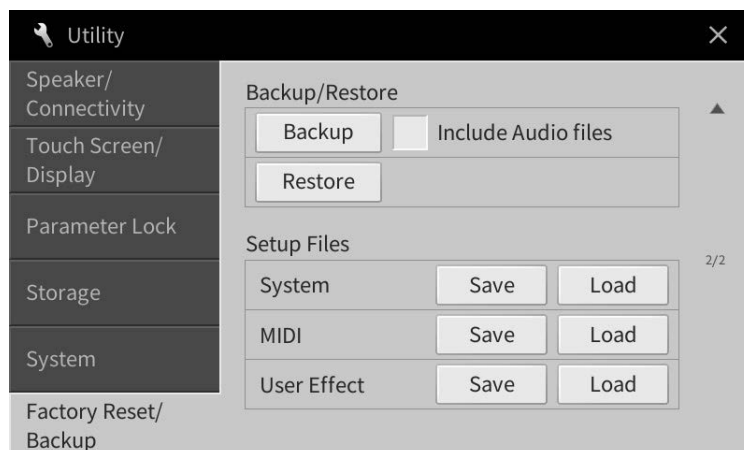 Utility
Speaker/
Connectivity
Touch Screen/
Display
Parameter Lock
Storage
System
Factory Reset/
Backup
Backup/Restore
Backup Include Audio files
Restore
Setup Files
System Save Load
MIDI Save Load
User Effect Save Load
2/2